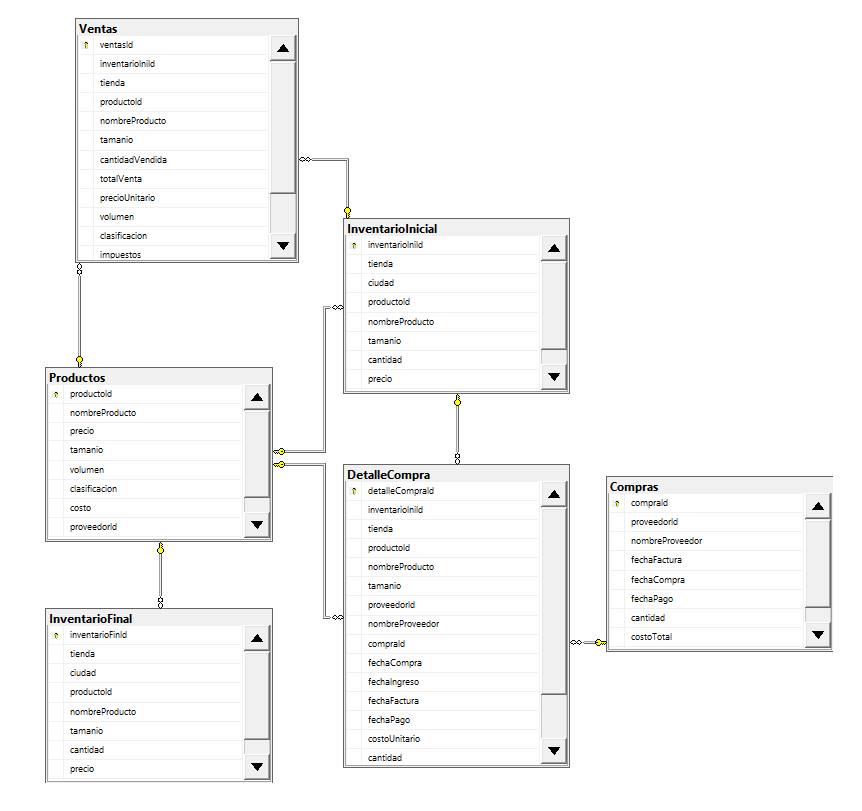 Ventas
ventasId
inventarioInild
tienda
productoId
nombreProducto
tamanio
cantidadVendida
totalVenta
precioUnitario
volumen
clasificacion
impuestos
InventarioInicial
inventarioInild
tienda
ciudad
productoId
nombreProducto
tamanio
cantidad
precio
Productos
productoId
nombreProducto
precio
tamanio
volumen
clasificacion
costo
proveedorId
DetalleCompra
detalleCompraId
inventarioInild
tienda
productoId
nombreProducto
tamanio
proveedorId
nombreProveedor
compraId
fechaCompra
fechaIngreso
fechaFactura
fechaPago
costoUnitario
cantidad
Compras
compraId
proveedorId
nombreProveedor
fechaFactura
fechaCompra
fechaPago
cantidad
costoTotal
InventarioFinal
inventarioFinId
tienda
ciudad
productoId
nombreProducto
tamanio
cantidad
precio